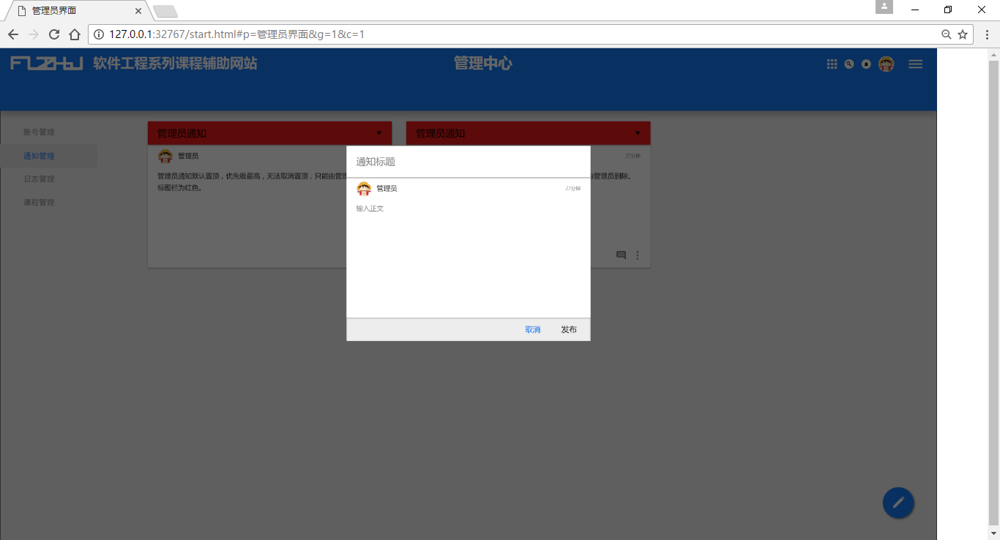 管理员界面
127.0.0.1:32767/start.html#p=管理员界面&g=1&c=1
软件工程系列课程辅助网站
管理中心
账号管理
通知管理
日志管理
课程管理
管理员通知
管理员
管理员通知默认置顶，优先级最高，无法取消置顶，只能由管理
标题栏为红色。
管理员通知
27分钟
由管理员删除。
通知标题
管理员
27分钟
输入正文
取消
发布